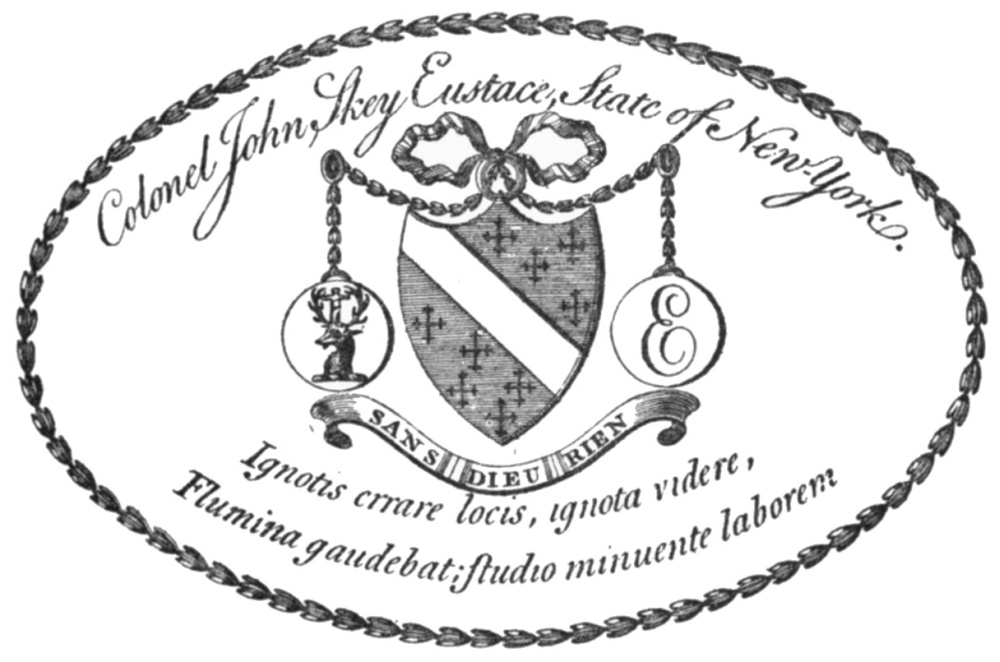 Colonel John Skey Eustace, State of New-York.
E
SANS DIEU RIEN
Ignotis errare locis, ignota videre,
Flumina gaudebat; ſtudio minuente laborem